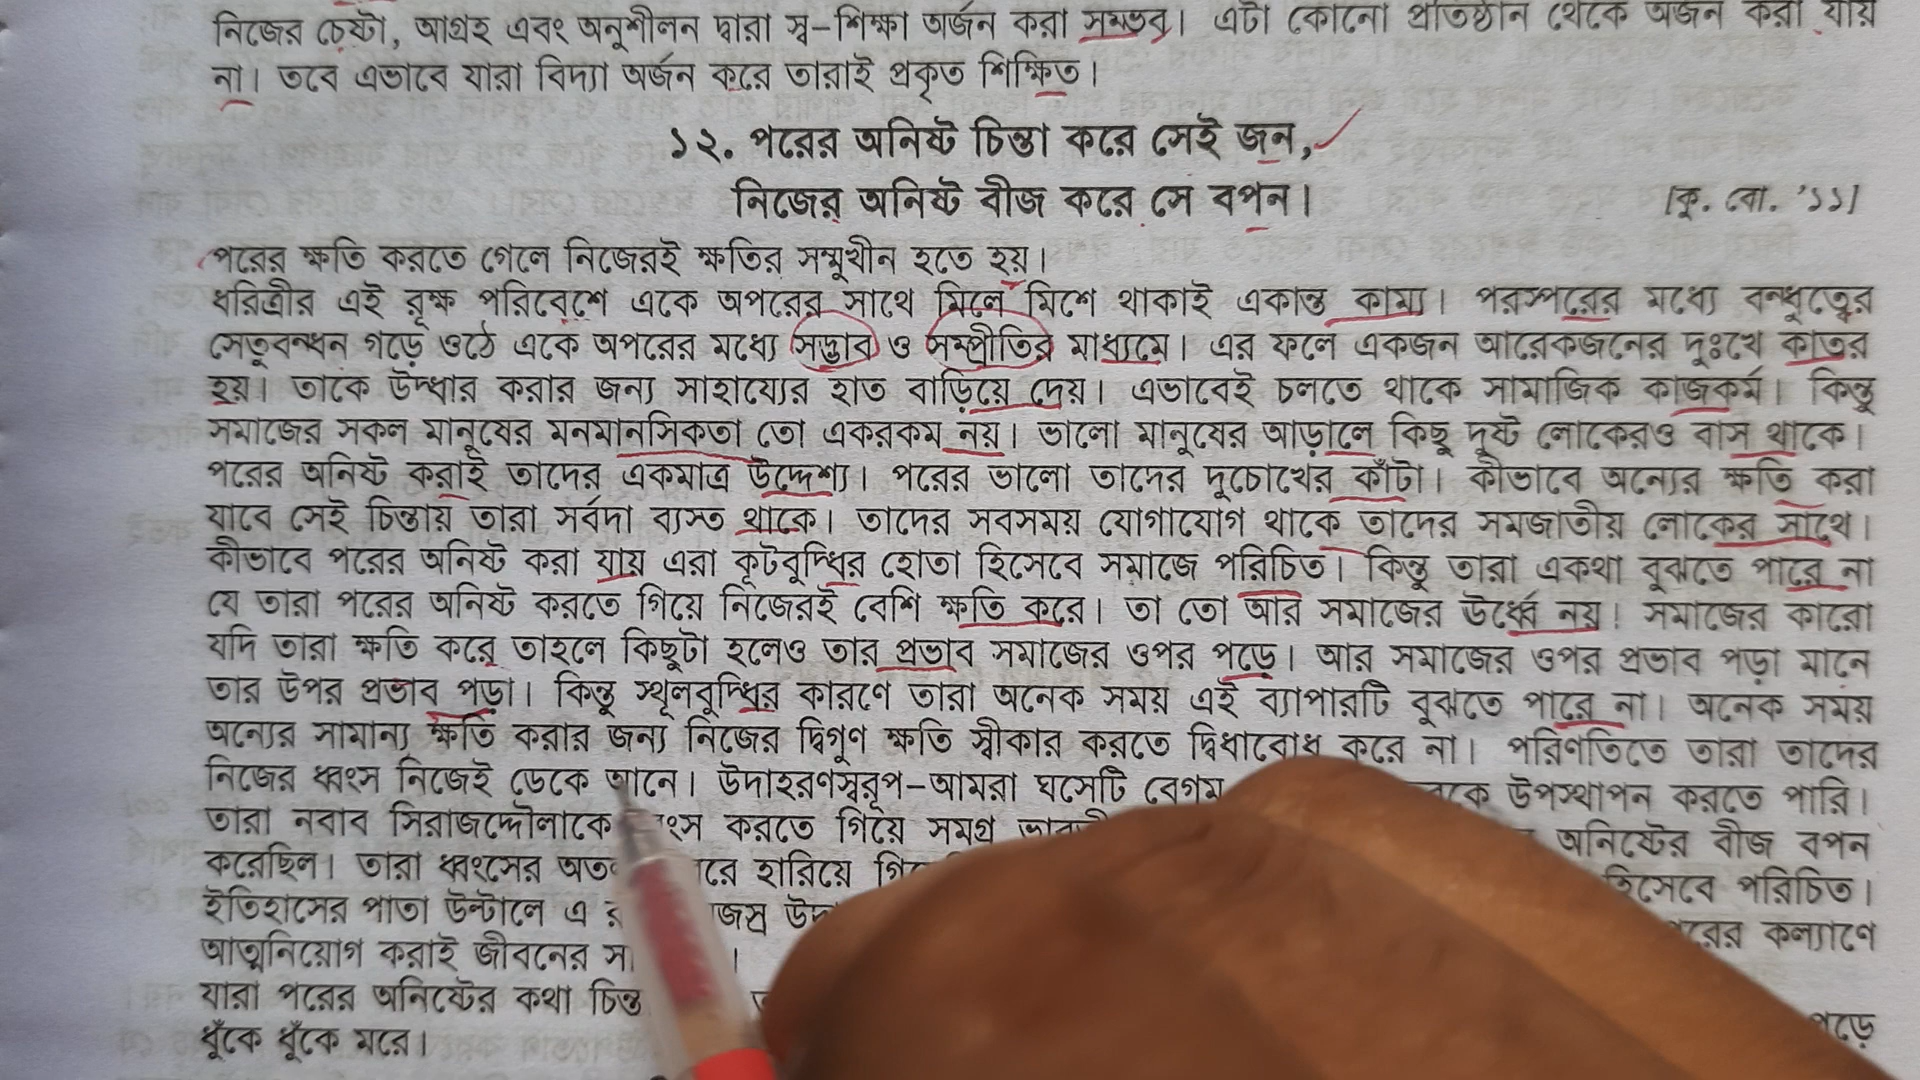 নিজের চেষ্টা, আগ্রহ এবং অনুশীলন দ্বারা স্ব-শিক্ষা অর্জন করা সম্ভব। এটা কোনো প্রতিষ্ঠান থেকে অর্জন করা যায়
না। তবে এভাবে যারা বিদ্যা অর্জন করে তারাই প্রকৃত শিক্ষিত।
১২. পরের অনিষ্ট চিন্তা করে সেই জন,
নিজের অনিষ্ট বীজ করে সে বপন। [কু. বো. '১১]
পরের ক্ষতি করতে গেলে নিজেরই ক্ষতির সম্মুখীন হতে হয়।
ধরিত্রীর এই রুক্ষ পরিবেশে একে অপরের সাথে মিলে মিশে থাকাই একান্ত কাম্য। পরস্পরের মধ্যে বন্ধুত্বের
সেতুবন্ধন গড়ে ওঠে একে অপরের মধ্যে সদ্ভাব ও সম্প্রীতির মাধ্যমে। এর ফলে একজন আরেকজনের দুঃখে কাতর
হয়। তাকে উদ্ধার করার জন্য সাহায্যের হাত বাড়িয়ে দেয়। এভাবেই চলতে থাকে সামাজিক কাজকর্ম। কিন্তু
সমাজের সকল মানুষের মনমানসিকতা তো একরকম নয়। ভালো মানুষের আড়ালে কিছু দুষ্ট লোকেরও বাস থাকে।
পরের অনিষ্ট করাই তাদের একমাত্র উদ্দেশ্য। পরের ভালো তাদের দুচোখের কাঁটা। কীভাবে অন্যের ক্ষতি করা
যাবে সেই চিন্তায় তারা সর্বদা ব্যস্ত থাকে। তাদের সবসময় যোগাযোগ থাকে তাদের সমজাতীয় লোকের সাথে।
কীভাবে পরের অনিষ্ট করা যায় এরা কূটবুদ্ধির হোতা হিসেবে সমাজে পরিচিত। কিন্তু তারা একথা বুঝতে পারে না
যে তারা পরের অনিষ্ট করতে গিয়ে নিজেরই বেশি ক্ষতি করে। তা তো আর সমাজের উর্ধ্বে নয়! সমাজের কারো
যদি তারা ক্ষতি করে তাহলে কিছুটা হলেও তার প্রভাব সমাজের ওপর পড়ে। আর সমাজের ওপর প্রভাব পড়া মানে
তার উপর প্রভাব পড়া। কিন্তু স্থূলবুদ্ধির কারণে তারা অনেক সময় এই ব্যাপারটি বুঝতে পারে না। অনেক সময়
অন্যের সামান্য ক্ষতি করার জন্য নিজের দ্বিগুণ ক্ষতি স্বীকার করতে দ্বিধাবোধ করে না। পরিণতিতে তারা তাদের
নিজের ধ্বংস নিজেই ডেকে আনে। উদাহরণস্বরূপ-আমরা ঘসেটি বেগম উপস্থাপন করতে পারি।
তারা নবাব সিরাজদ্দৌলাকে করতে গিয়ে সমগ্র অনিষ্টের বীজ বপন
করেছিল। তারা ধ্বংসের হারিয়ে হিসেবে পরিচিত।
ইতিহাসের পাতা উল্টালে এ কল্যাণে
আত্মনিয়োগ করাই জীবনের
যারা পরের অনিষ্টের কথা
ধুঁকে ধুঁকে মরে।